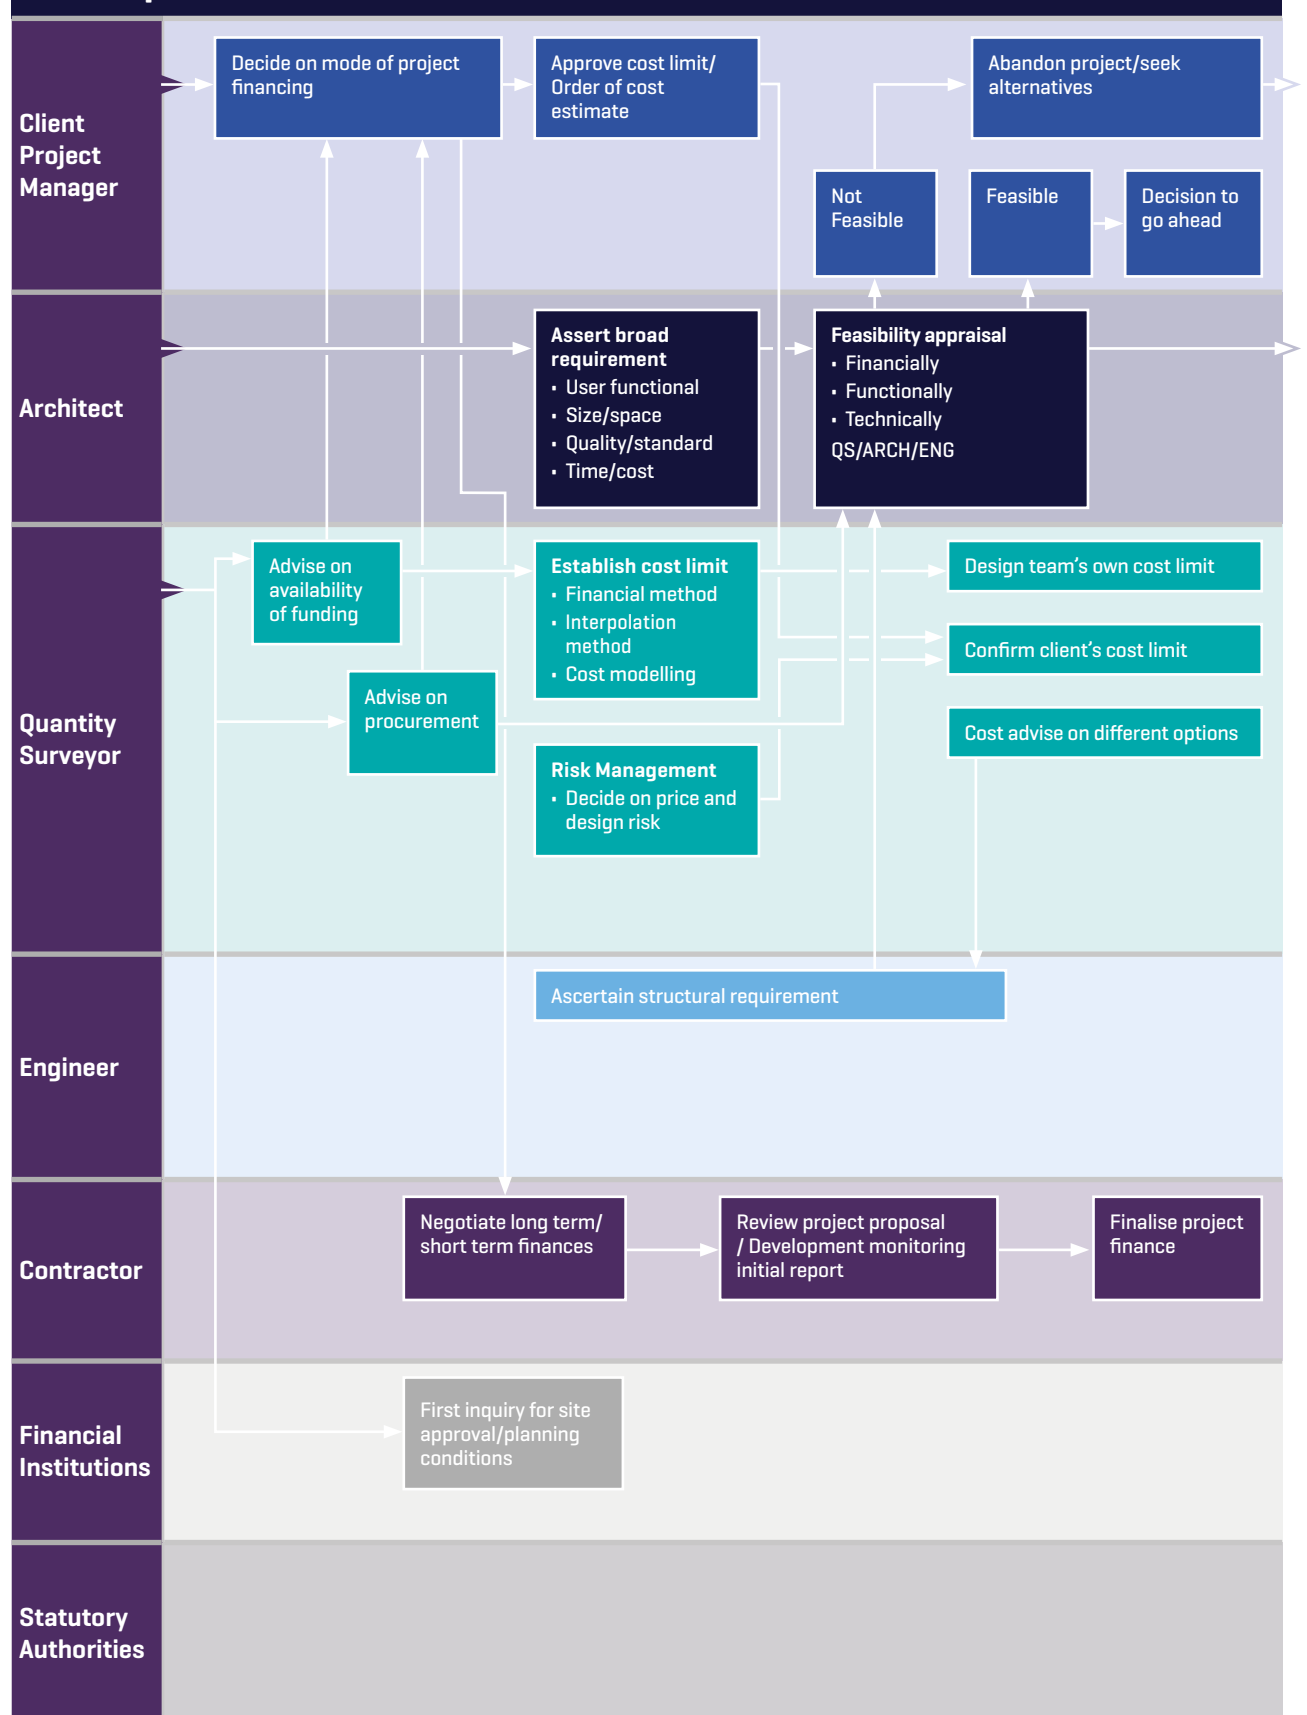 Client
Project
Manager
Decide on mode of project
financing
Approve cost limit/
Order of cost
estimate
Abandon project/seek
alternatives
Not
Feasible
Feasible
Decision to
go ahead
Architect
Assert broad
requirement
• User functional
• Size/space
• Quality/standard
• Time/cost
Feasibility appraisal
• Financially
• Functionally
• Technically
QS/ARCH/ENG
Quantity
Surveyor
Advise on
availability
of funding
Advise on
procurement
Establish cost limit
• Financial method
• Interpolation
method
• Cost modelling
Risk Management
• Decide on price and
design risk
Design team's own cost limit
Confirm client's cost limit
Cost advise on different options
Engineer
Ascertain structural requirement
Contractor
Negotiate long term/
short term finances
Review project proposal
/ Development monitoring
initial report
Finalise project
finance
Financial
Institutions
First inquiry for site
approval/planning
conditions
Statutory
Authorities